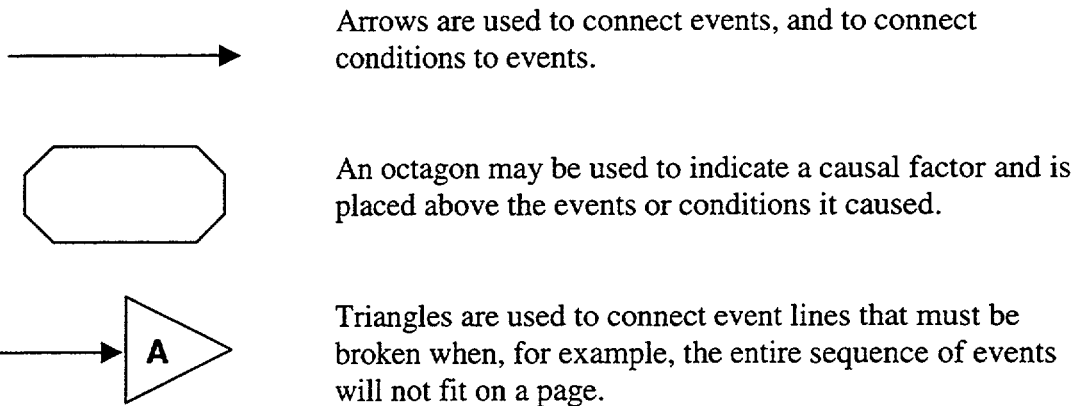 Arrows are used to connect events, and to connect
conditions to events.
An octagon may be used to indicate a causal factor and is
placed above the events or conditions it caused.
A
Triangles are used to connect event lines that must be
broken when, for example, the entire sequence of events
will not fit on a page.